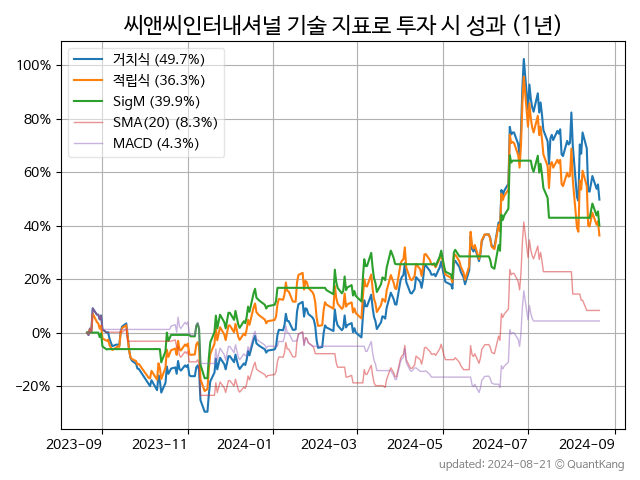 씨앤씨인터내셔널 기술 지표로 투자 시 성과 (1년)
거치식 (49.7%)
적립식 (36.3%)
SigM (39.9%)
SMA(20) (8.3%)
MACD (4.3%)
100%
80%
60%
40%
20%
0%
−20%
2023-09 2023-11 2024-01 2024-03 2024-05 2024-07 2024-09
updated: 2024-08-21 © QuantKang